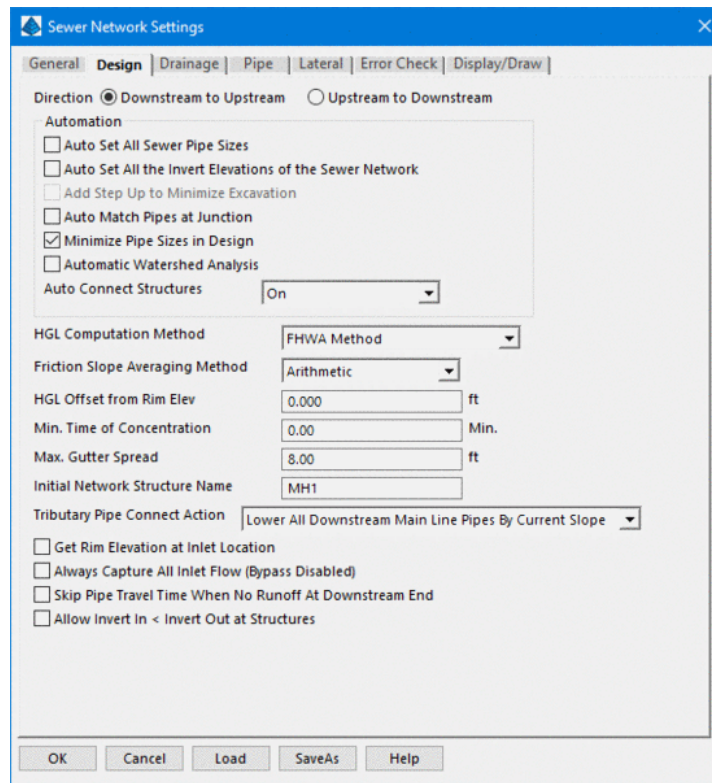 Sewer Network Settings
General Design Drainage Pipe Lateral Error Check Display/Draw
Direction Downstream to Upstream Upstream to Downstream
Automation
Auto Set All Sewer Pipe Sizes
Auto Set All the Invert Elevations of the Sewer Network
Add Step Up to Minimize Excavation
Auto Match Pipes at Junction
Minimize Pipe Sizes in Design
Automatic Watershed Analysis
Auto Connect Structures On
HGL Computation Method FHWA Method
Friction Slope Averaging Method Arithmetic
HGL Offset from Rim Elev 0.000 ft
Min. Time of Concentration 0.00 Min.
Max. Gutter Spread 8.00 ft
Initial Network Structure Name MH1
Tributary Pipe Connect Action Lower All Downstream Main Line Pipes By Current Slope
Get Rim Elevation at Inlet Location
Always Capture All Inlet Flow (Bypass Disabled)
Skip Pipe Travel Time When No Runoff At Downstream End
Allow Invert In < Invert Out at Structures
OK Cancel Load SaveAs Help